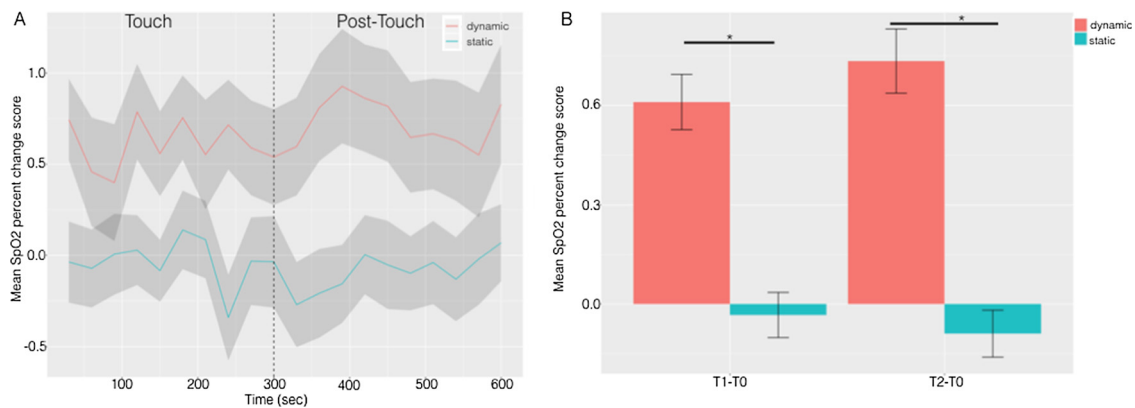 A
Touch
Post-Touch
dynamic
static
Mean SpO2 percent change score
1.0
0.5
0.0
-0.5
100
200
300
400
500
600
Time (sec)
B
*
*
dynamic
static
Mean SpO2 percent change score
0.6
0.3
0.0
T1-T0
T2-T0